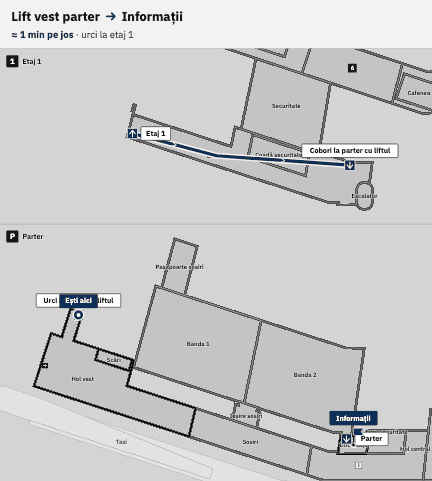 Lift vest parter → Informații
≈ 1 min pe jos · urci la etaj 1
1 Etaj 1
6
Cafenea
Securitate
Etaj 1
Coadă securitate
Cobori la parter cu liftul
Escalator
P Parter
Pașapoarte sosiri
Urci
Ești aici
liftul
Banda 1
Scări
Banda 2
Hol vest
Ieșire sosiri
Informații
Parter
Taxi
Sosiri
Hol central